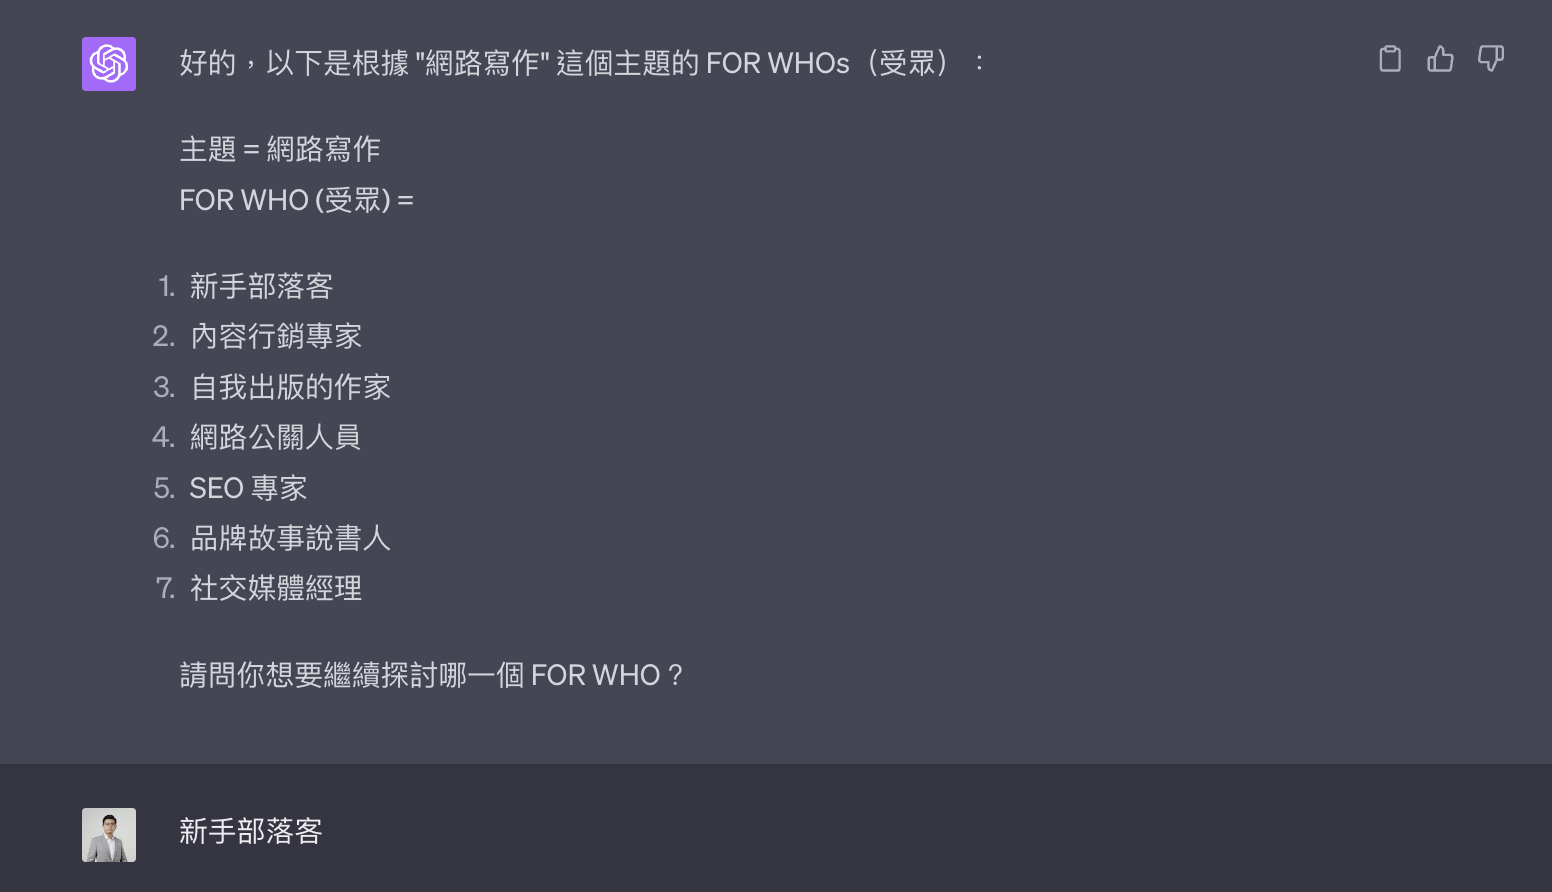 好的，以下是根據 "網路寫作" 這個主題的 FOR WHOs（受眾）：
主題 = 網路寫作
FOR WHO (受眾) =
1. 新手部落客
2. 內容行銷專家
3. 自我出版的作家
4. 網路公關人員
5. SEO 專家
6. 品牌故事說書人
7. 社交媒體經理
請問你想要繼續探討哪一個 FOR WHO？
新手部落客